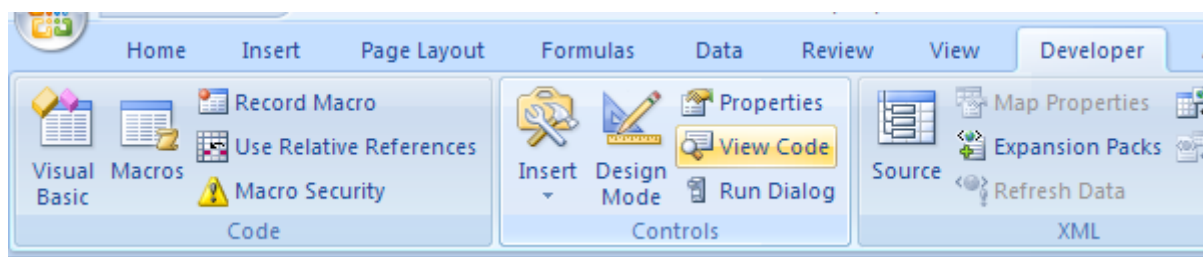 Home Insert Page Layout Formulas Data Review View Developer
Record Macro
Use Relative References
Macro Security
Visual Basic
Macros
Code
Insert
Design Mode
Properties
View Code
Run Dialog
Controls
Source
Map Properties
Expansion Packs
Refresh Data
XML